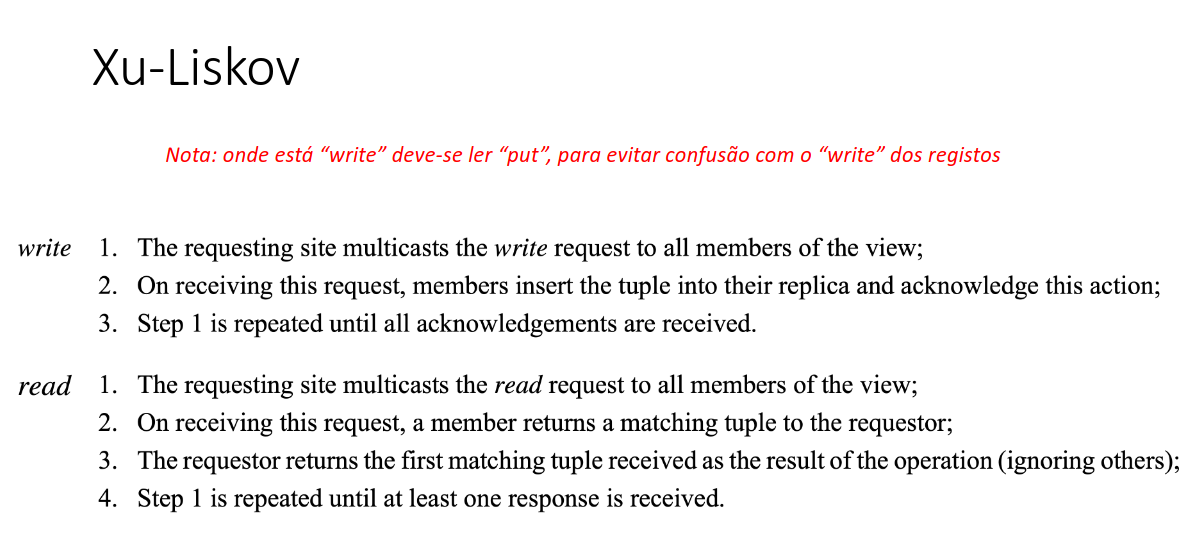 Xu-Liskov
Nota: onde está “write” deve-se ler “put”, para evitar confusão com o “write” dos registos
write 1. The requesting site multicasts the write request to all members of the view;
2. On receiving this request, members insert the tuple into their replica and acknowledge this action;
3. Step 1 is repeated until all acknowledgements are received.
read 1. The requesting site multicasts the read request to all members of the view;
2. On receiving this request, a member returns a matching tuple to the requestor;
3. The requestor returns the first matching tuple received as the result of the operation (ignoring others);
4. Step 1 is repeated until at least one response is received.